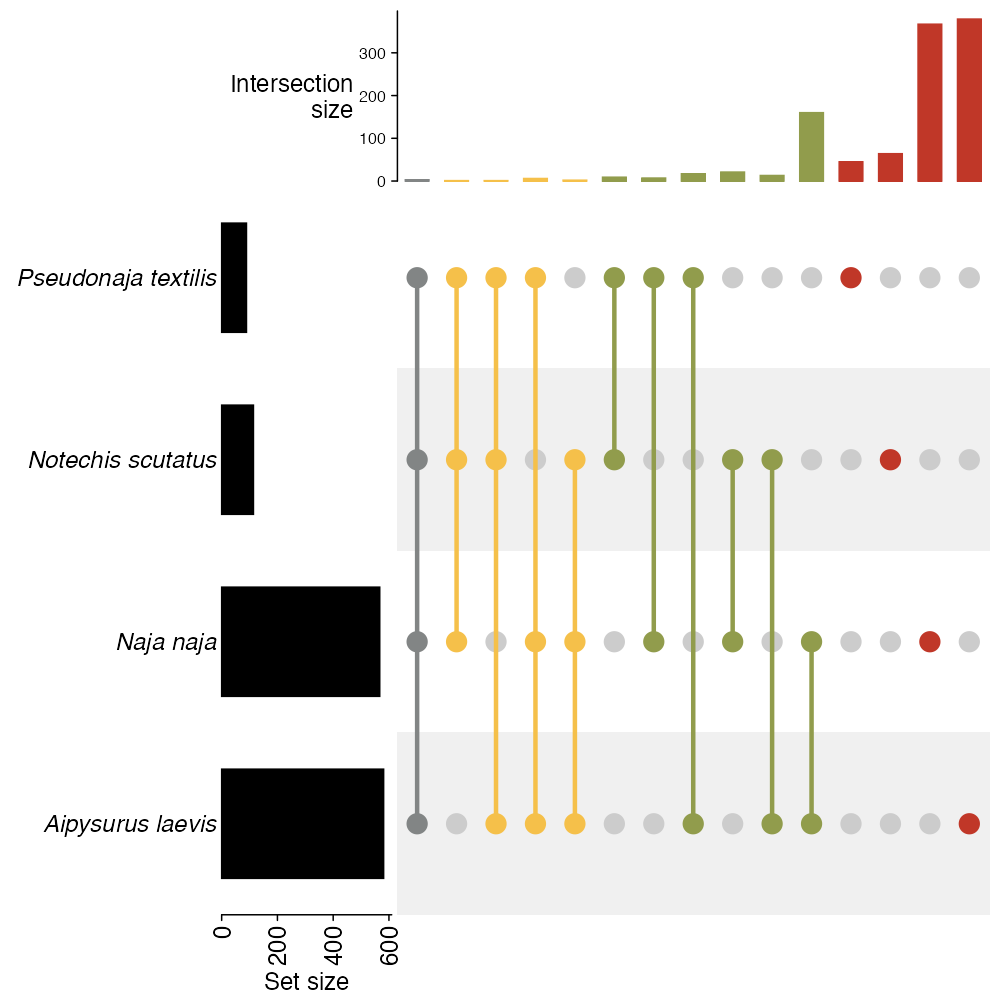 300
Intersection
size
200
100
0
Pseudonaja textilis
Notechis scutatus
Naja naja
Aipysurus laevis
0
200
400
600
Set size